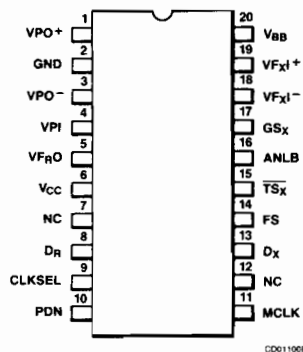 1 20
VPO+ VBB
2 19
GND VFXI+
3 18
VPO− VFXI−
4 17
VPI GSX
5 16
VFRO ANLB
6 15
VCC TSX
7 14
NC FS
8 13
DR DX
9 12
CLKSEL NC
10 11
PDN MCLK